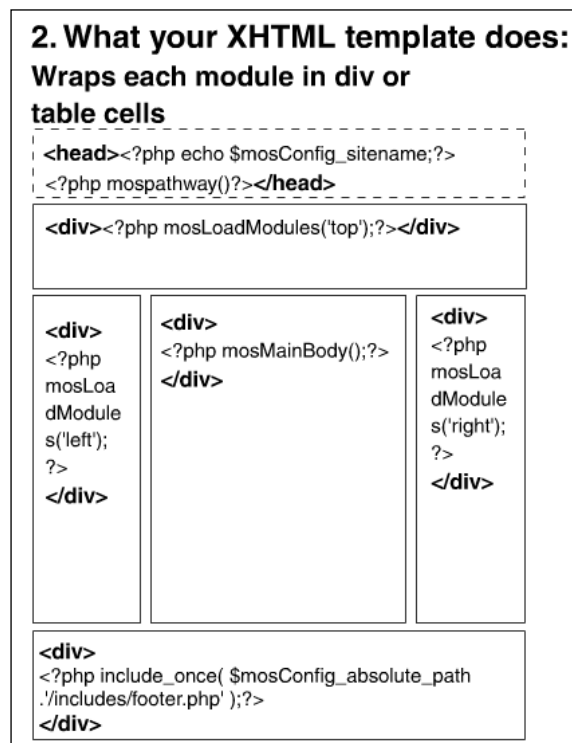 2. What your XHTML template does:
Wraps each module in div or
table cells
<head><?php echo $mosConfig_sitename;?>
<?php mospathway()?></head>
<div><?php mosLoadModules('top');?></div>
<div>
<?php
mosLoa
dModule
s('left');
?>
</div>
<div>
<?php mosMainBody();?>
</div>
<div>
<?php
mosLoa
dModule
s('right');
?>
</div>
<div>
<?php include_once( $mosConfig_absolute_path
.'/includes/footer.php' );?>
</div>